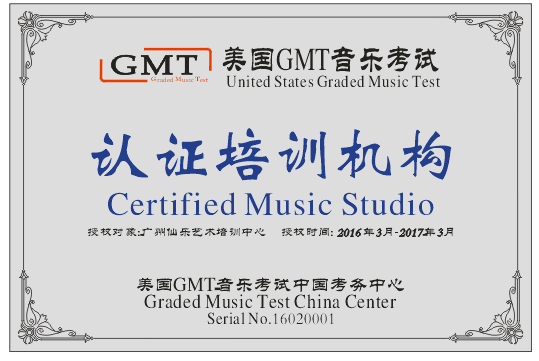 GMT
Graded Music Test
美国GMT音乐考试
United States Graded Music Test
认证培训机构
Certified Music Studio
授权对象:广州仙乐艺术培训中心 授权时间: 2016年3月-2017年3月
美国GMT音乐考试中国考务中心
Graded Music Test China Center
Serial No.16020001